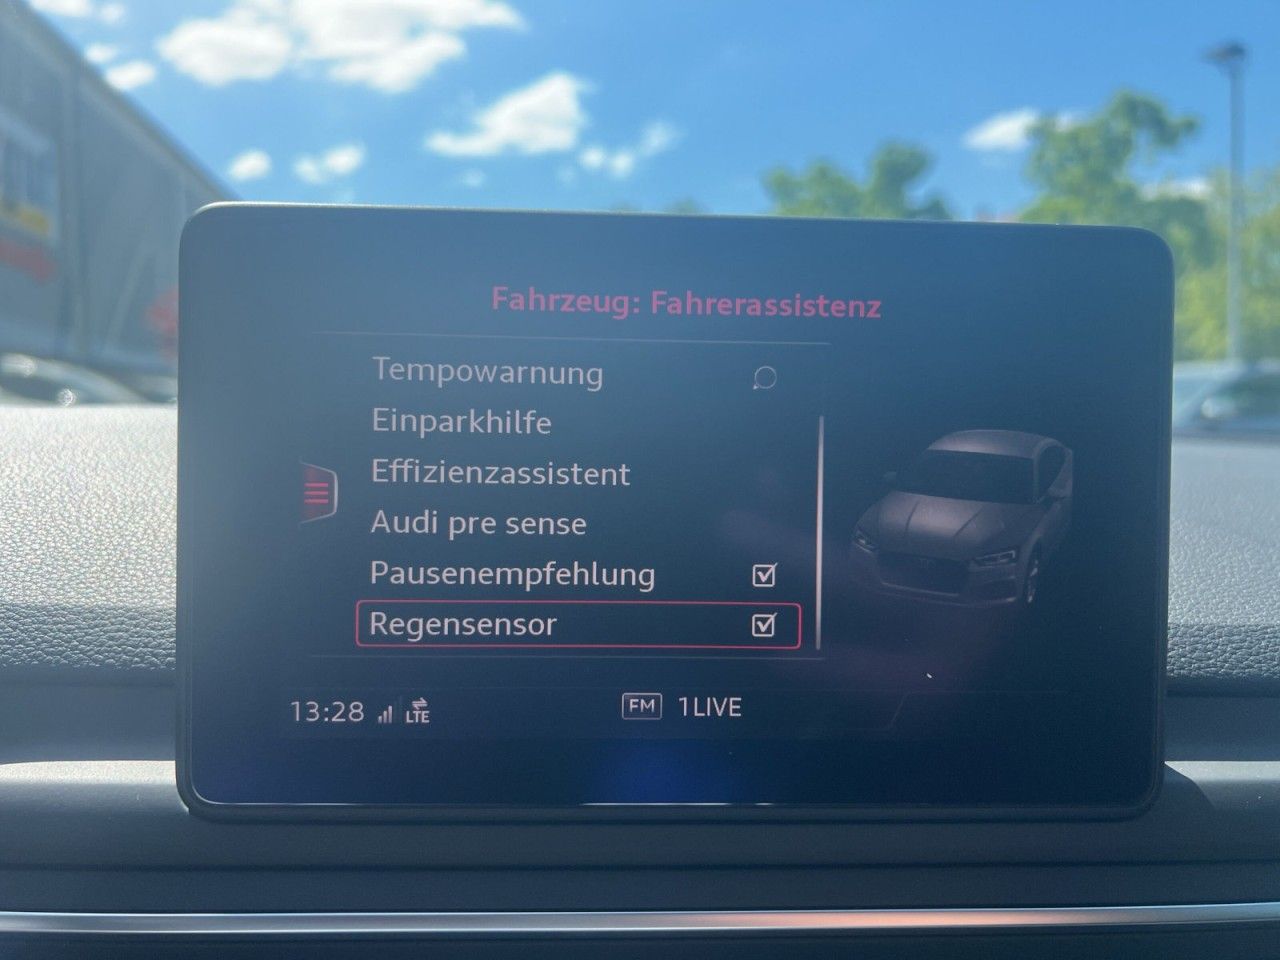 Fahrzeug: Fahrerassistenz
Tempowarnung
Einparkhilfe
Effizienzassistent
Audi pre sense
Pausenempfehlung
Regensensor
13:28 LTE FM 1LIVE